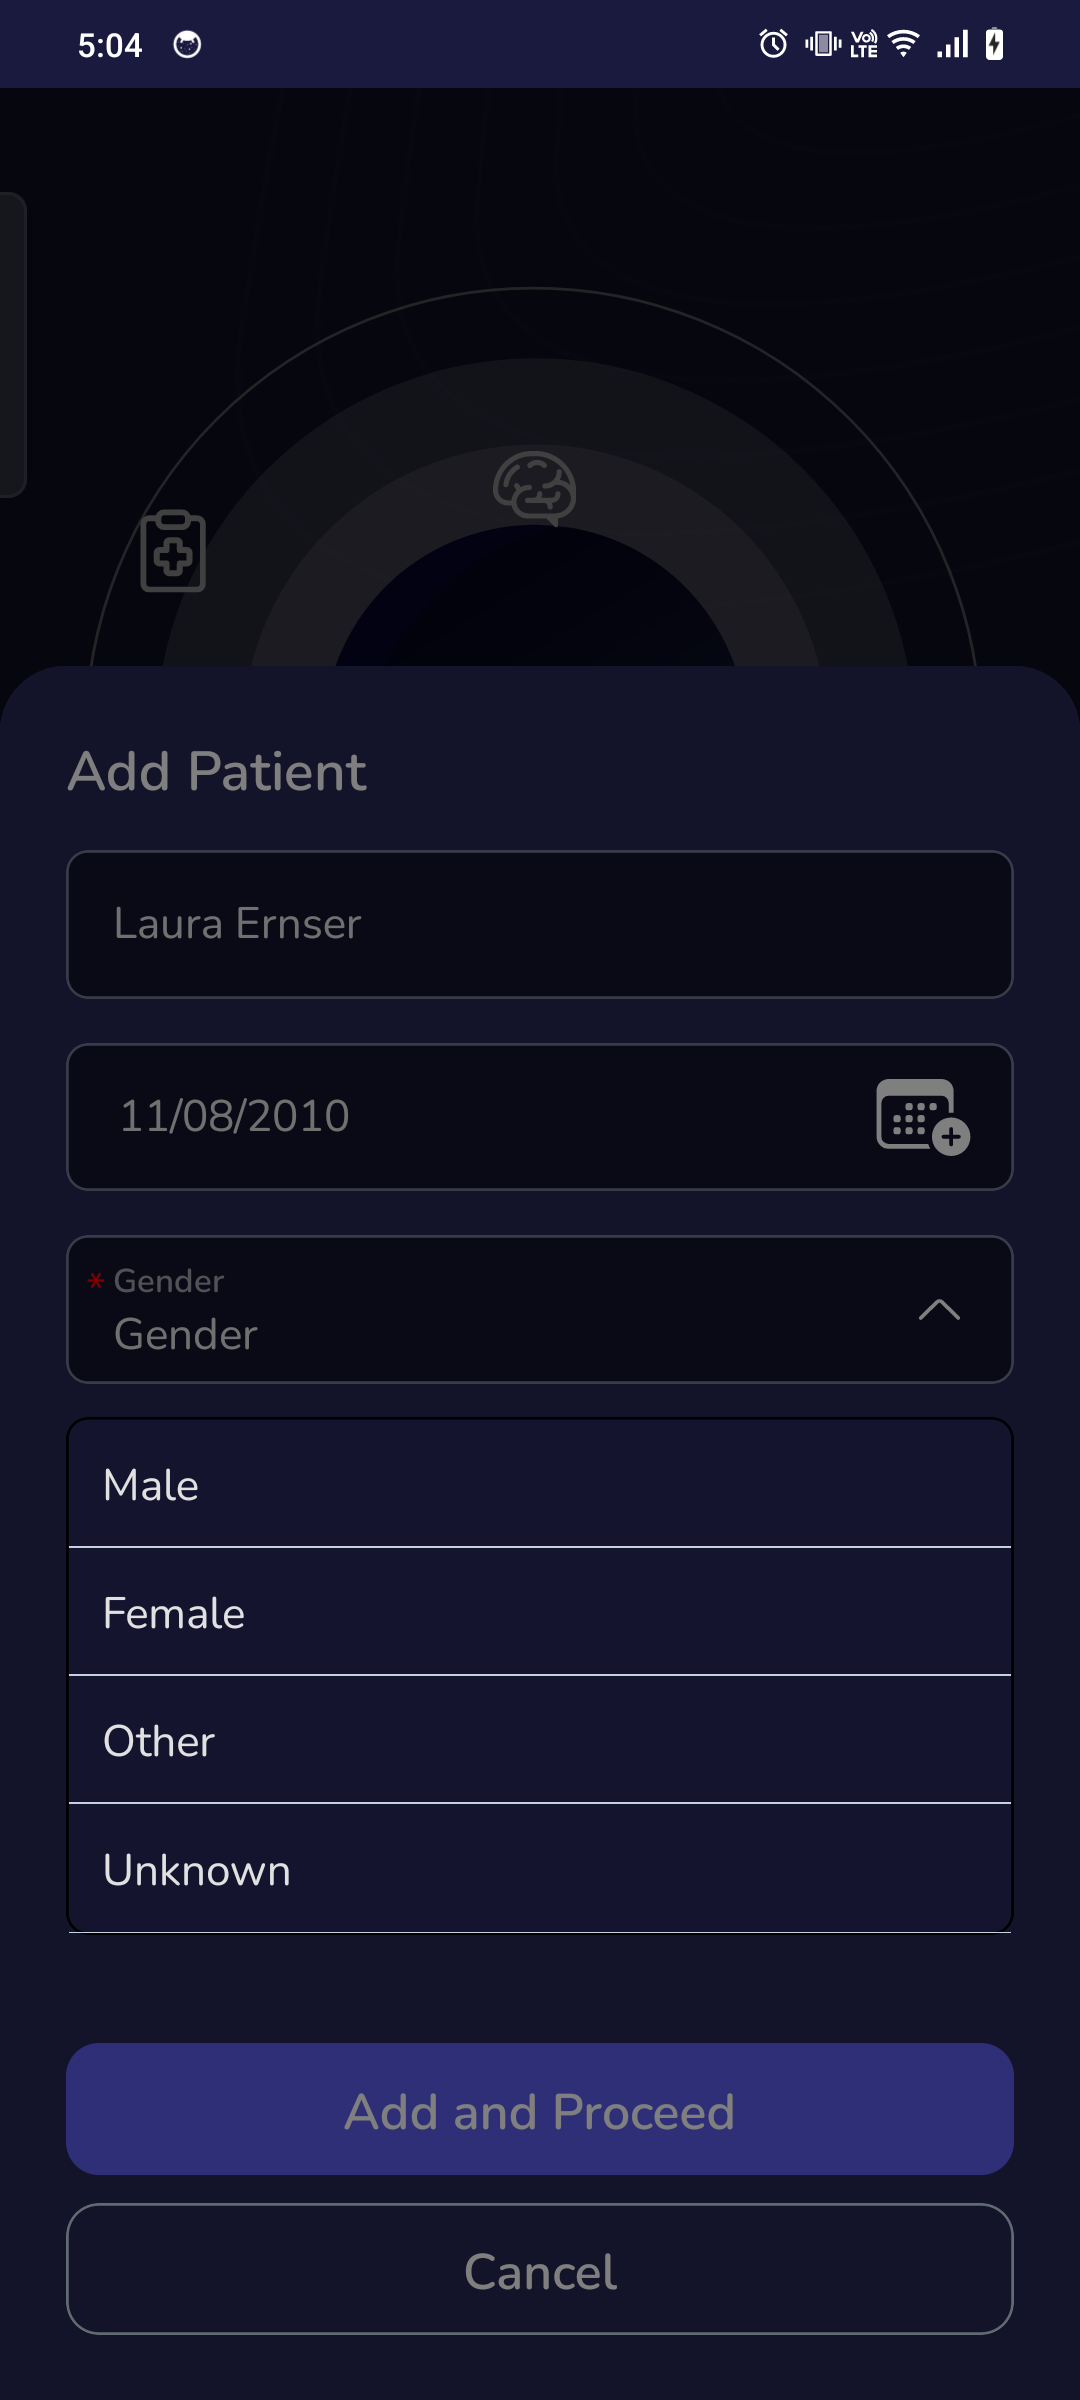 5:04
Vo)) LTE
Add Patient
Laura Ernser
11/08/2010
* Gender
Gender
Male
Female
Other
Unknown
Add and Proceed
Cancel